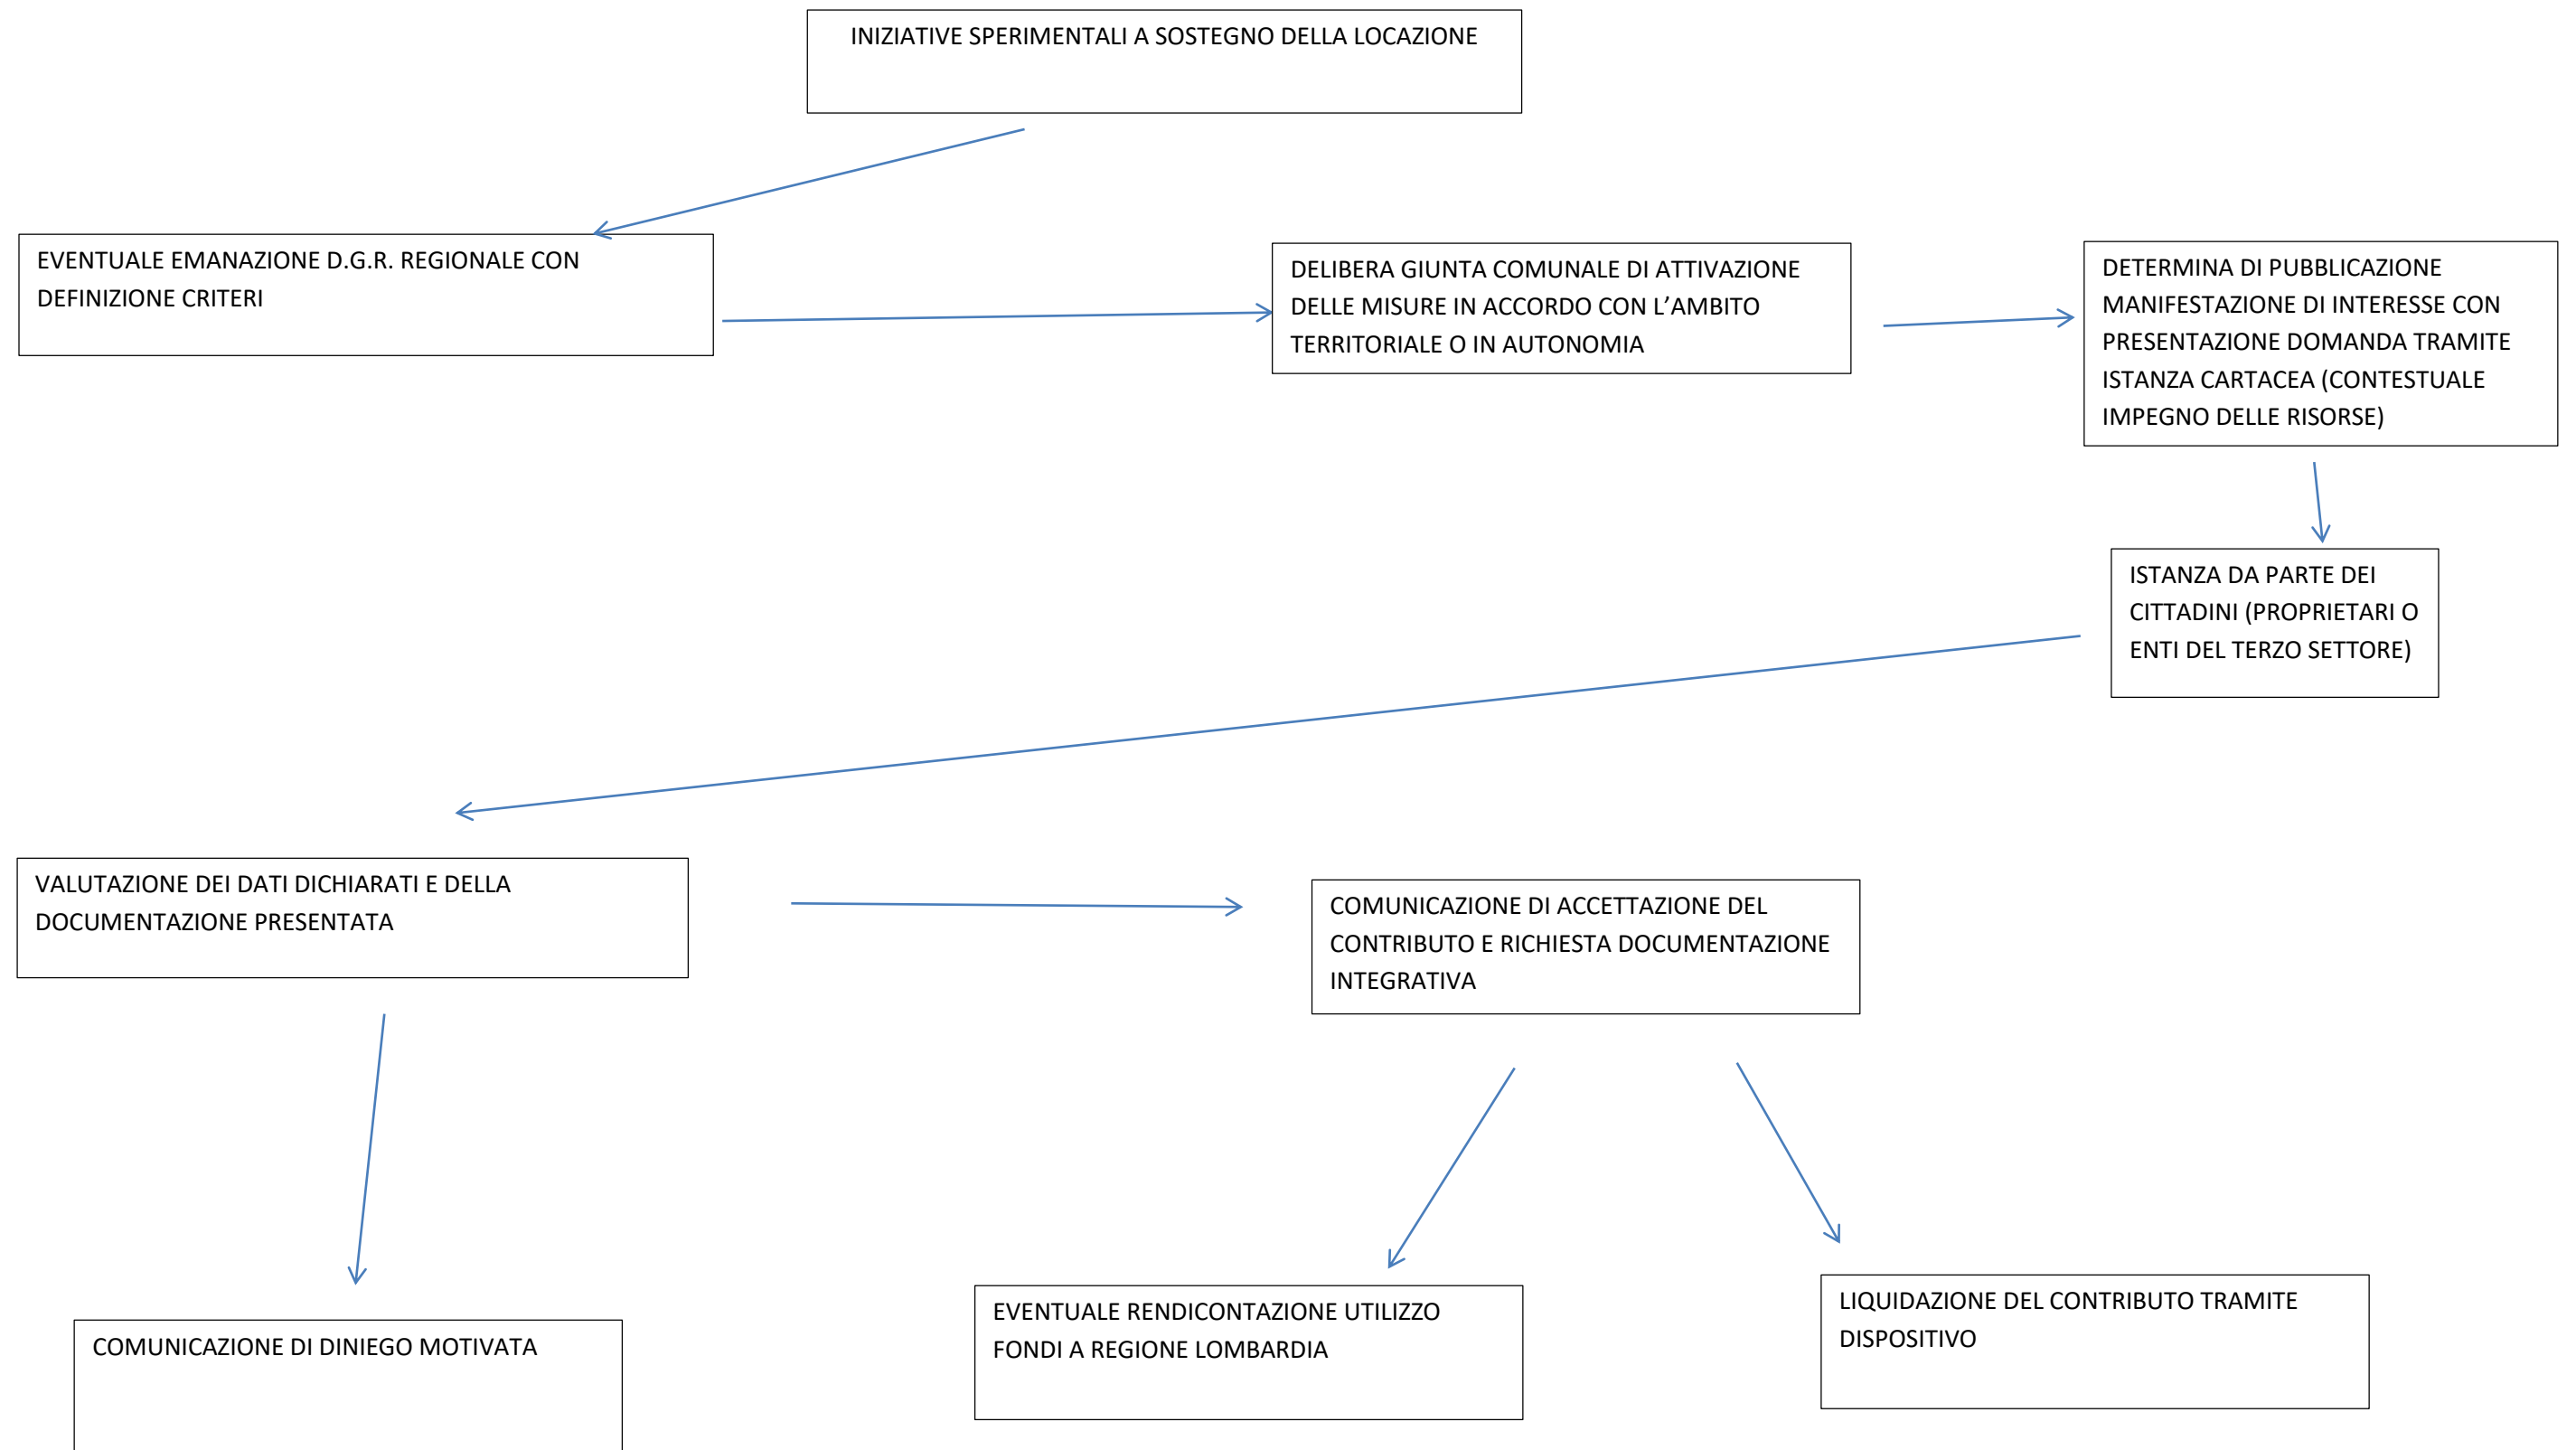 INIZIATIVE SPERIMENTALI A SOSTEGNO DELLA LOCAZIONE
EVENTUALE EMANAZIONE D.G.R. REGIONALE CON
DEFINIZIONE CRITERI
DELIBERA GIUNTA COMUNALE DI ATTIVAZIONE
DELLE MISURE IN ACCORDO CON L’AMBITO
TERRITORIALE O IN AUTONOMIA
DETERMINA DI PUBBLICAZIONE
MANIFESTAZIONE DI INTERESSE CON
PRESENTAZIONE DOMANDA TRAMITE
ISTANZA CARTACEA (CONTESTUALE
IMPEGNO DELLE RISORSE)
ISTANZA DA PARTE DEI
CITTADINI (PROPRIETARI O
ENTI DEL TERZO SETTORE)
VALUTAZIONE DEI DATI DICHIARATI E DELLA
DOCUMENTAZIONE PRESENTATA
COMUNICAZIONE DI ACCETTAZIONE DEL
CONTRIBUTO E RICHIESTA DOCUMENTAZIONE
INTEGRATIVA
COMUNICAZIONE DI DINIEGO MOTIVATA
EVENTUALE RENDICONTAZIONE UTILIZZO
FONDI A REGIONE LOMBARDIA
LIQUIDAZIONE DEL CONTRIBUTO TRAMITE
DISPOSITIVO